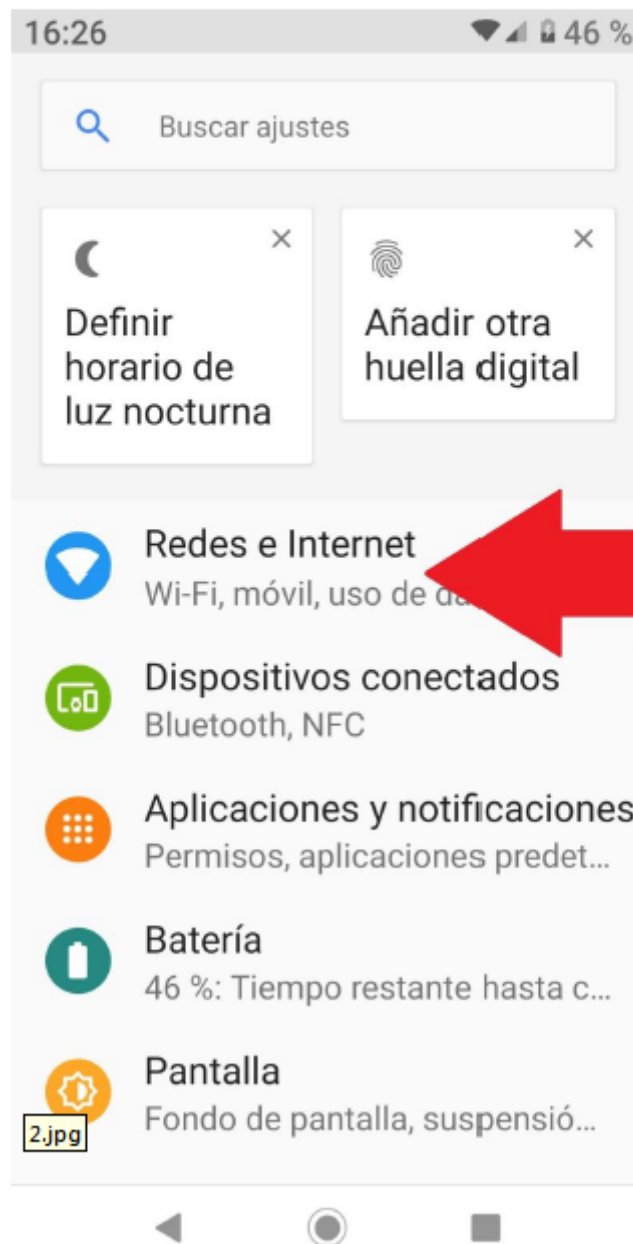 16:26 46 %
Buscar ajustes
Definir
horario de
luz nocturna
Añadir otra
huella digital
Redes e Internet
Wi-Fi, móvil, uso de
Dispositivos conectados
Bluetooth, NFC
Aplicaciones y notificaciones
Permisos, aplicaciones predet...
Batería
46 %: Tiempo restante hasta c...
Pantalla
Fondo de pantalla, suspensió...
2.jpg